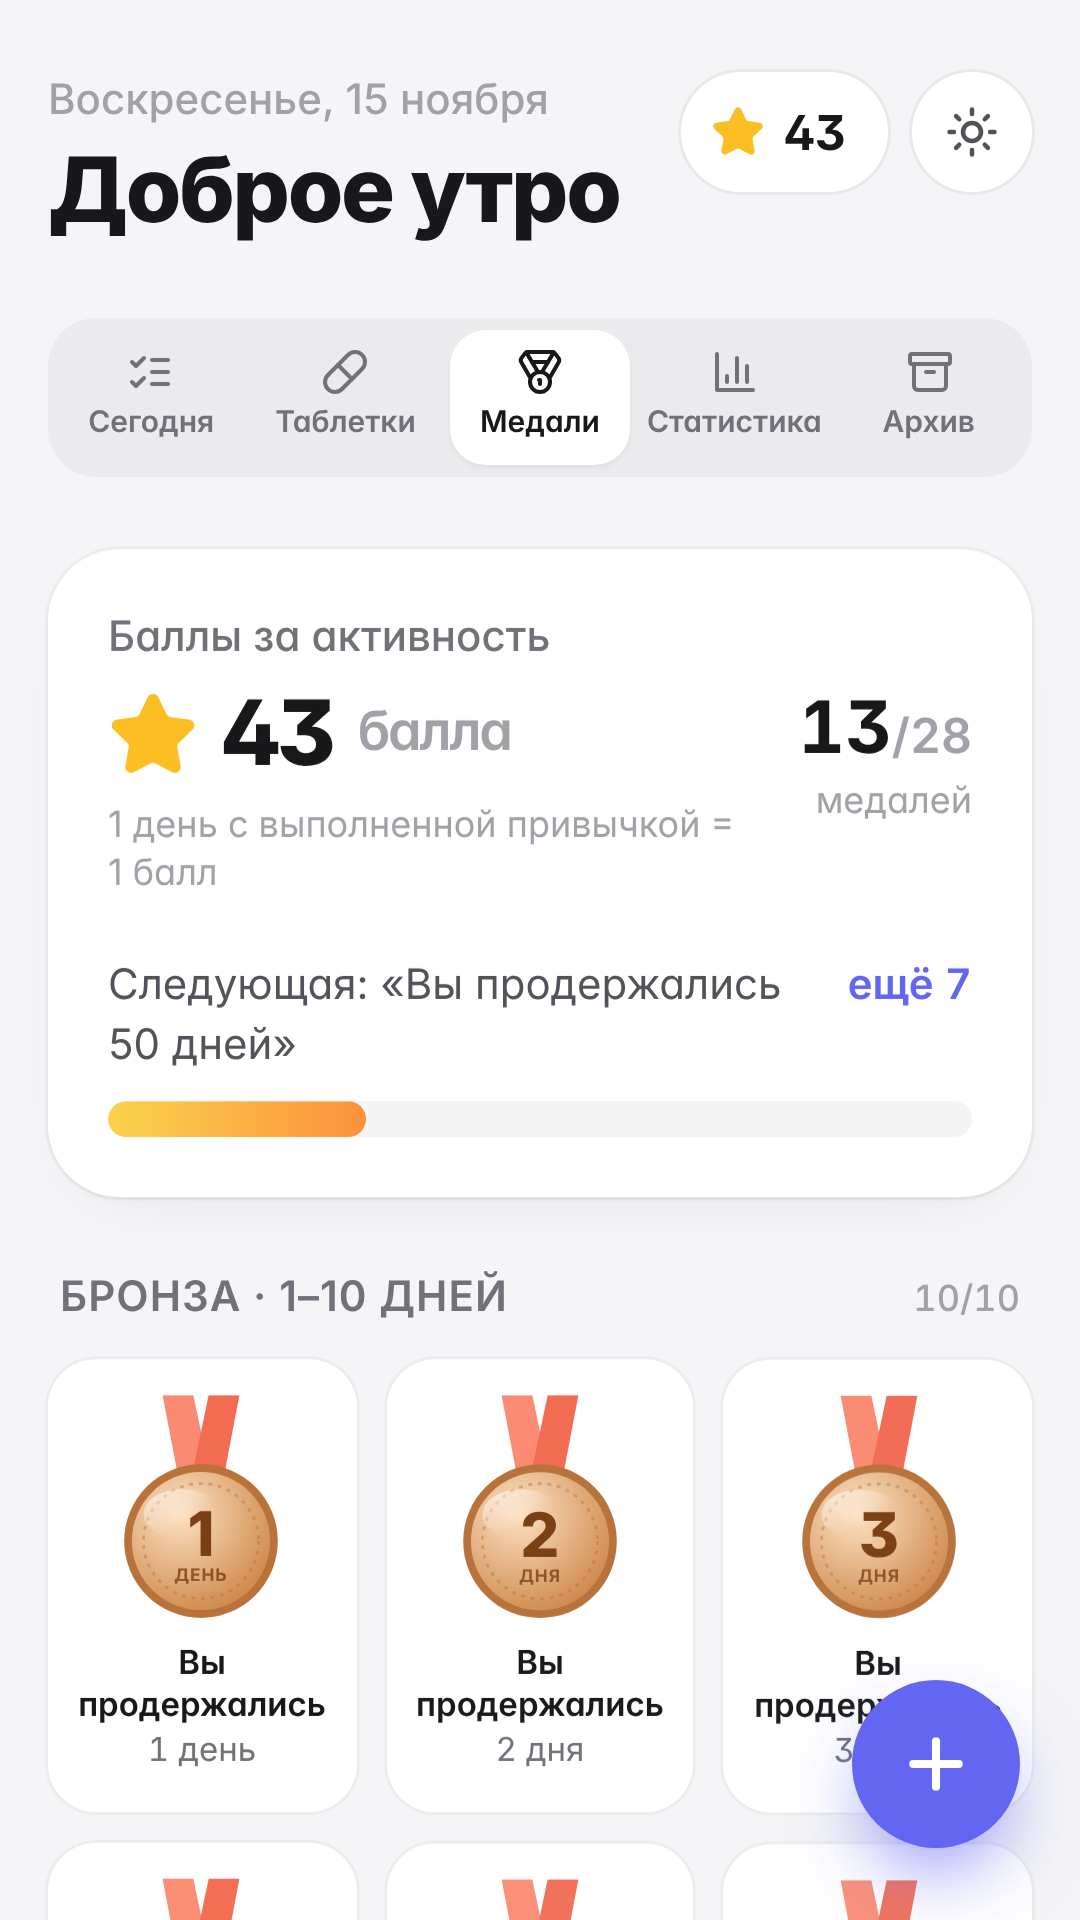 Воскресенье, 15 ноября
Доброе утро
43
Сегодня
Таблетки
Медали
Статистика
Архив
Баллы за активность
43 балла
13/28
медалей
1 день с выполненной привычкой =
1 балл
Следующая: «Вы продержались
50 дней»
ещё 7
БРОНЗА · 1–10 ДНЕЙ
10/10
1
ДЕНЬ
Вы
продержались
1 день
2
ДНЯ
Вы
продержались
2 дня
3
ДНЯ
Вы
3